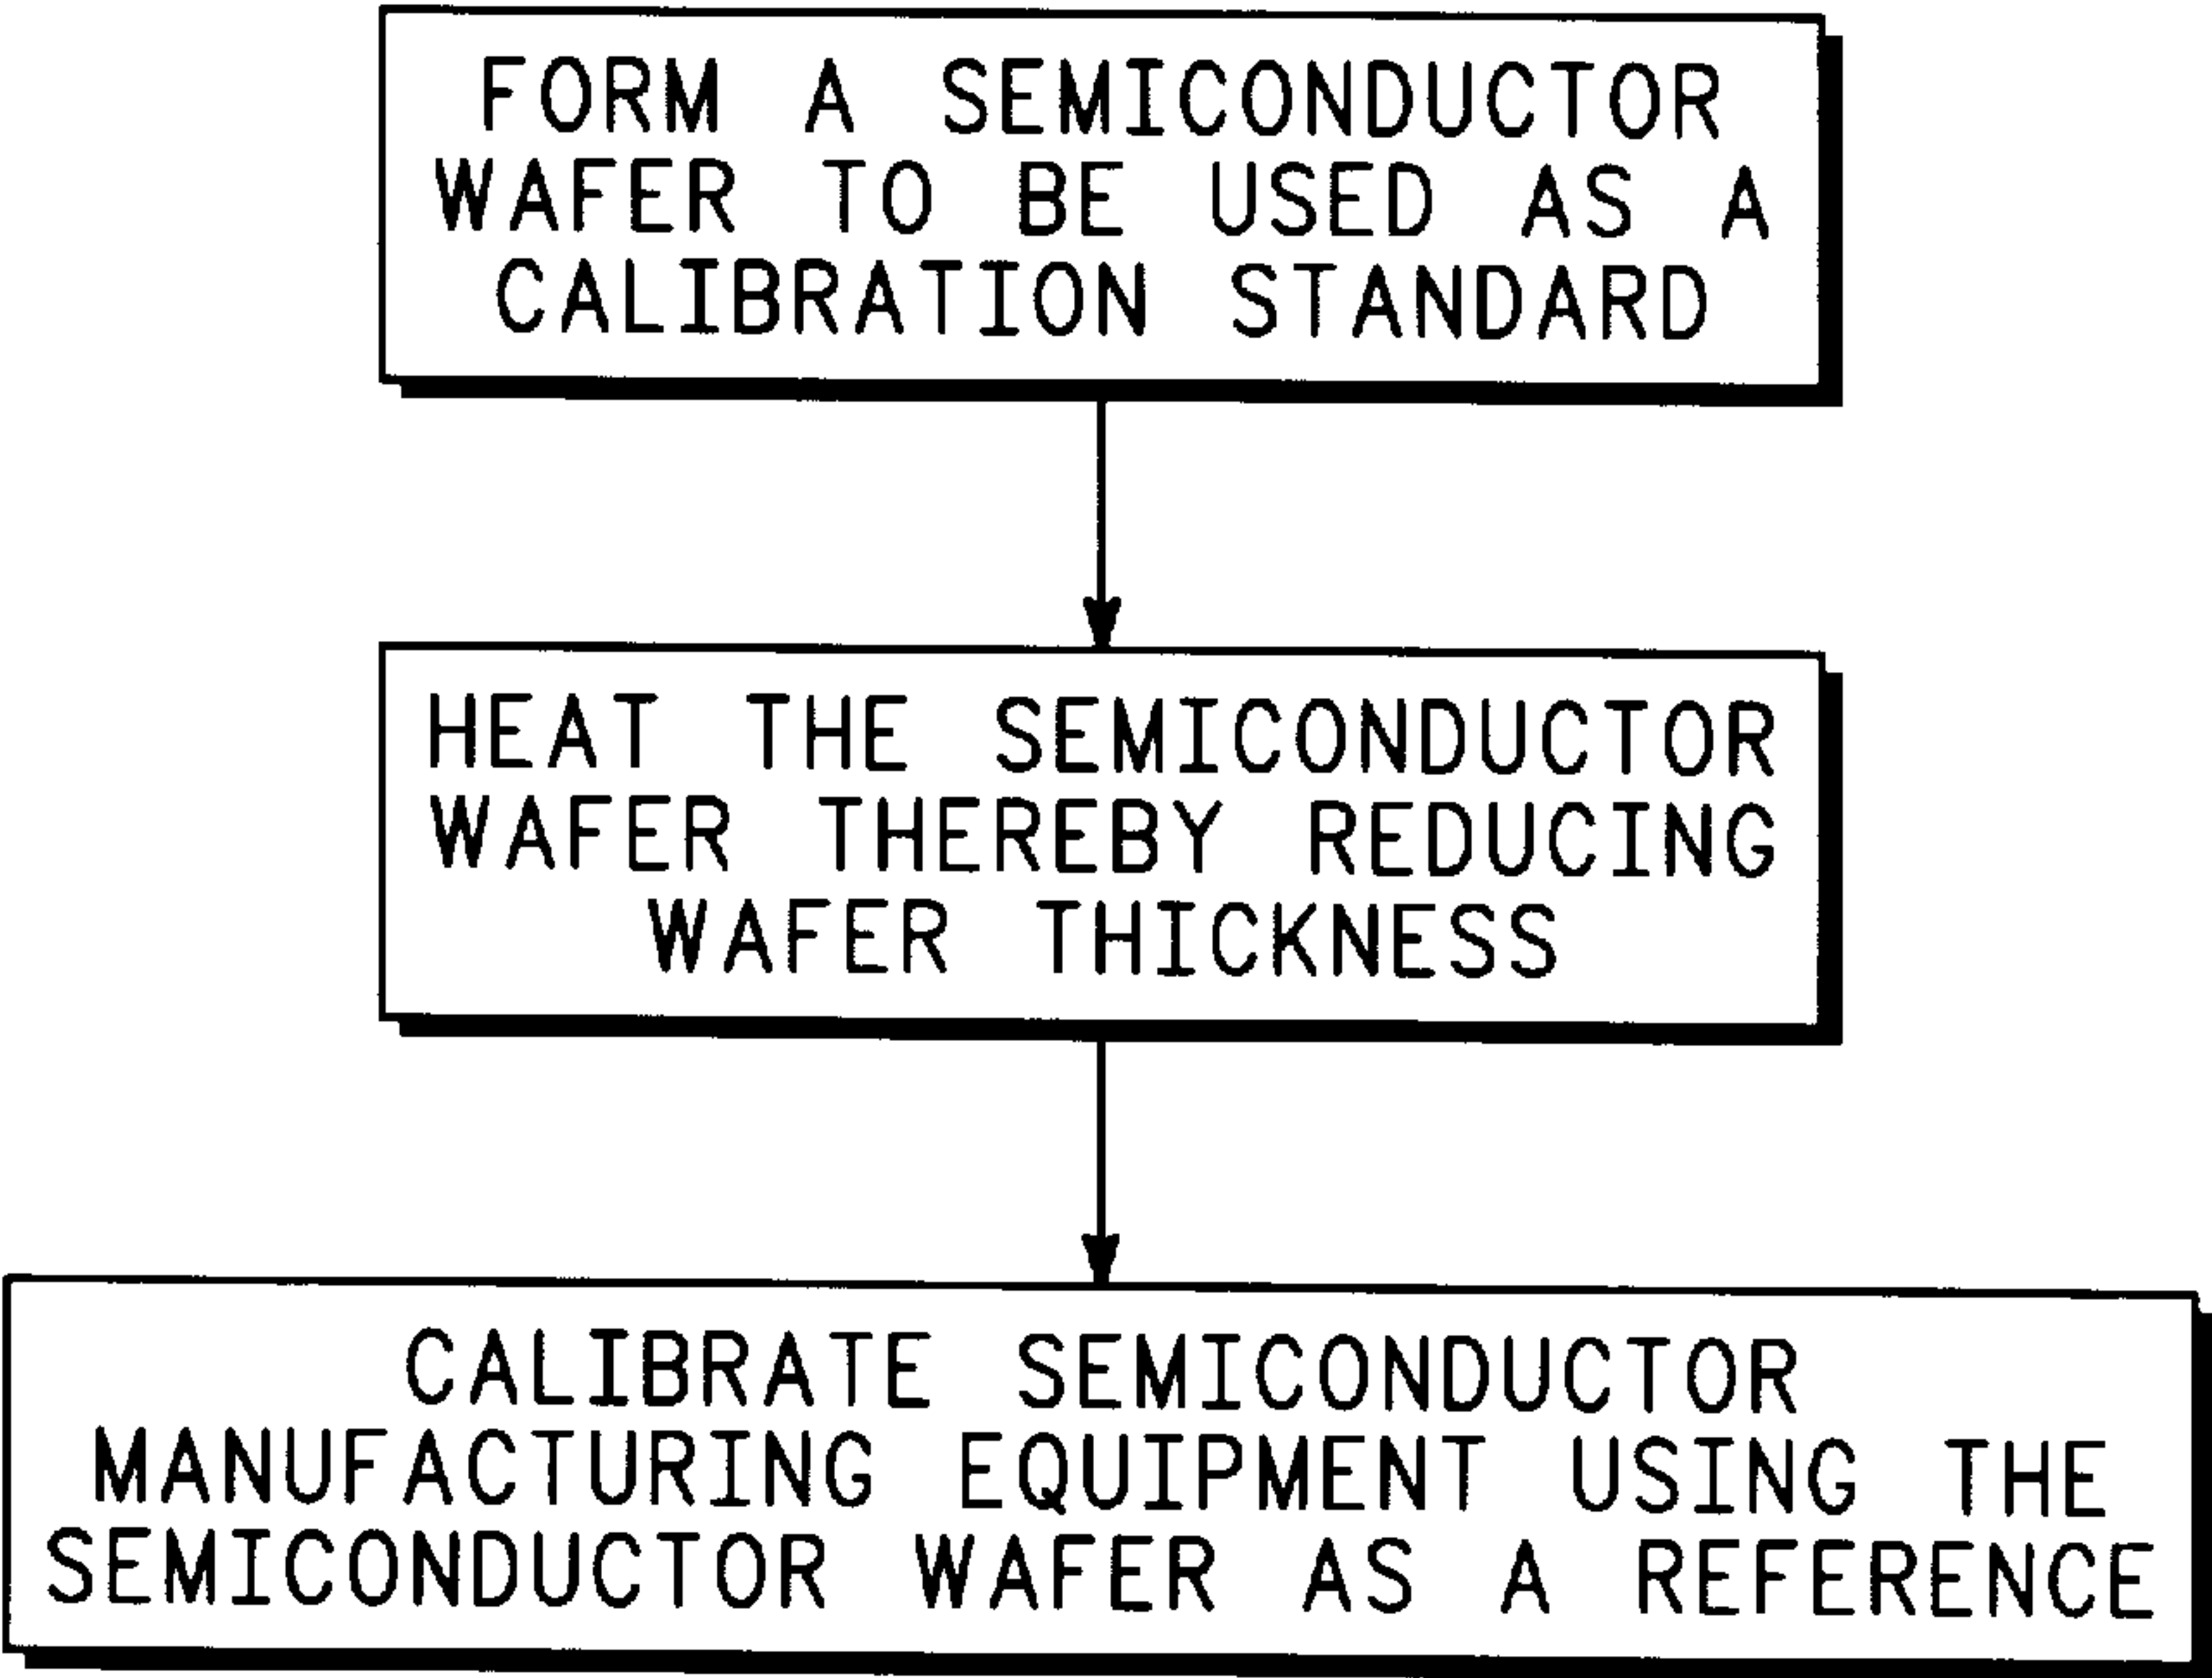 FORM A SEMICONDUCTOR
WAFER TO BE USED AS A
CALIBRATION STANDARD
HEAT THE SEMICONDUCTOR
WAFER THEREBY REDUCING
WAFER THICKNESS
CALIBRATE SEMICONDUCTOR
MANUFACTURING EQUIPMENT USING THE
SEMICONDUCTOR WAFER AS A REFERENCE